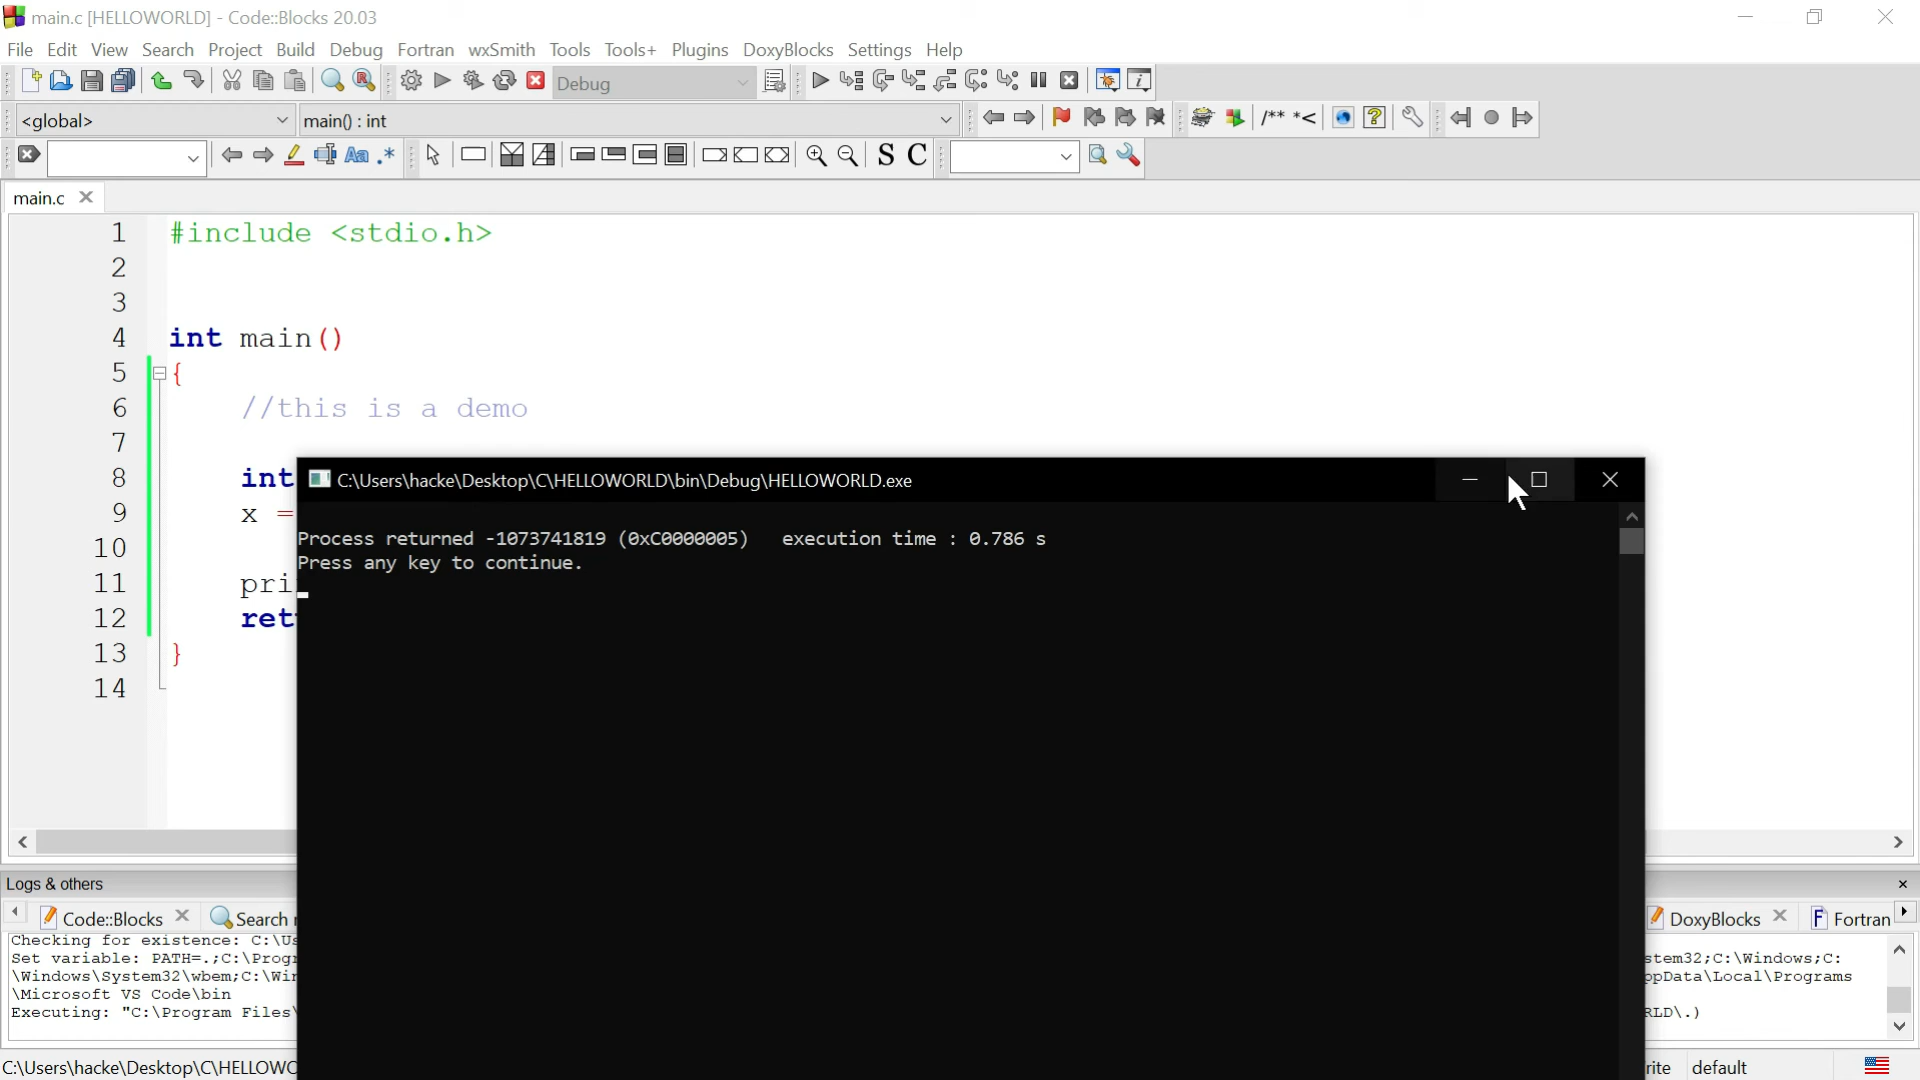 main.c [HELLOWORLD] - Code::Blocks 20.03
File Edit View Search Project Build Debug Fortran wxSmith Tools Tools+ Plugins DoxyBlocks Settings Help
Debug
<global> main() : int /** *<
Aa .* S C
main.c
1 #include <stdio.h>
2
3
4 int main()
5 {
6 //this is a demo
7
8 int
9 x =
10
11 pri
12 ret
13 }
14
C:\Users\hacke\Desktop\C\HELLOWORLD\bin\Debug\HELLOWORLD.exe
Process returned -1073741819 (0xC0000005) execution time : 0.786 s
Press any key to continue.
Logs & others
Code::Blocks Search DoxyBlocks Fortran
Checking for existence: C:\Us
Set variable: PATH=.;C:\Progr stem32;C:\Windows;C:
\Windows\System32\wbem;C:\Wir ppData\Local\Programs
\Microsoft VS Code\bin
Executing: "C:\Program Files\ RLD\.)
C:\Users\hacke\Desktop\C\HELLOWO rite default